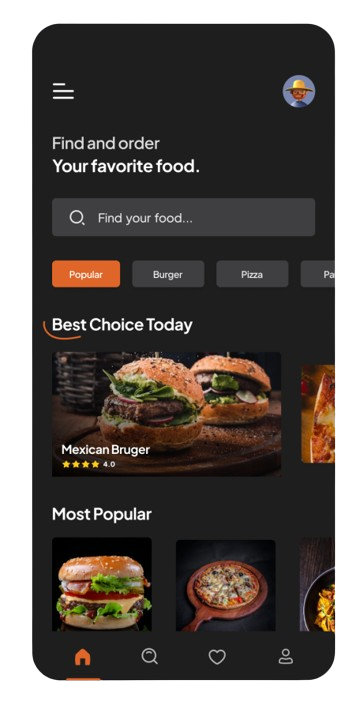 Find and order
Your favorite food.
Find your food...
Popular
Burger
Pizza
Pa
Best Choice Today
Mexican Bruger
4.0
Most Popular